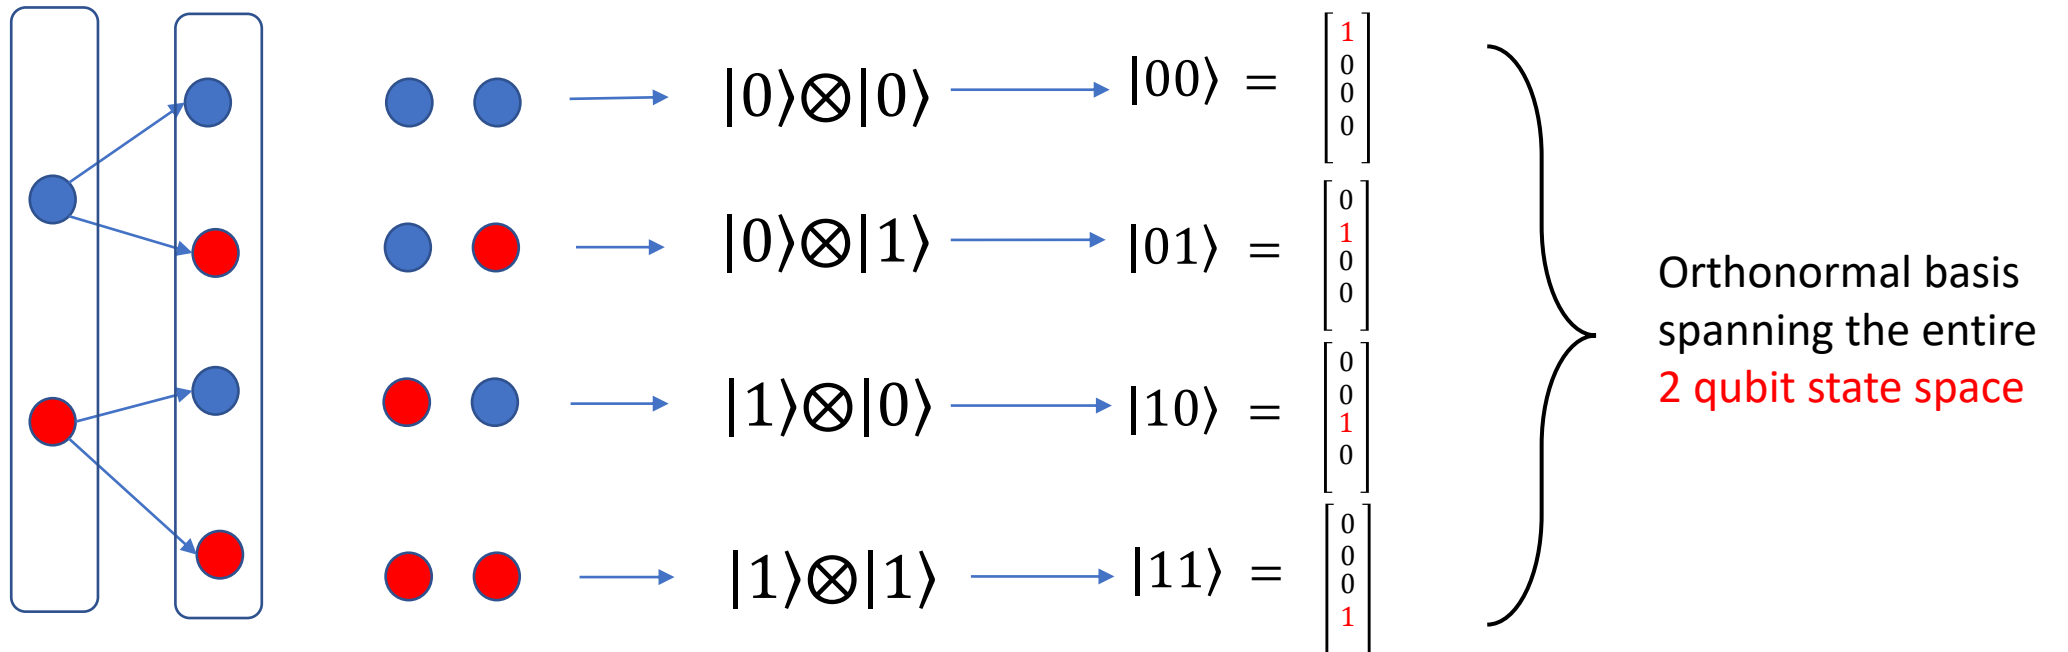 |0⟩⊗|0⟩ |00⟩ = [1 0 0 0]
|0⟩⊗|1⟩ |01⟩ = [0 1 0 0]
|1⟩⊗|0⟩ |10⟩ = [0 0 1 0]
|1⟩⊗|1⟩ |11⟩ = [0 0 0 1]
Orthonormal basis
spanning the entire
2 qubit state space